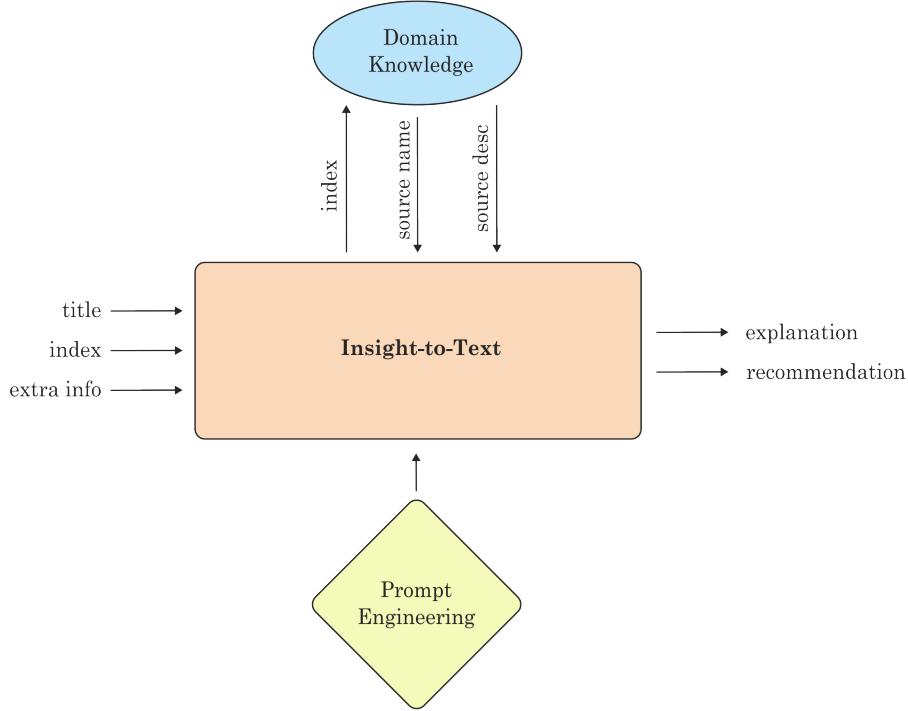 Domain
Knowledge
index
source name
source desc
title
index
extra info
Insight-to-Text
explanation
recommendation
Prompt
Engineering